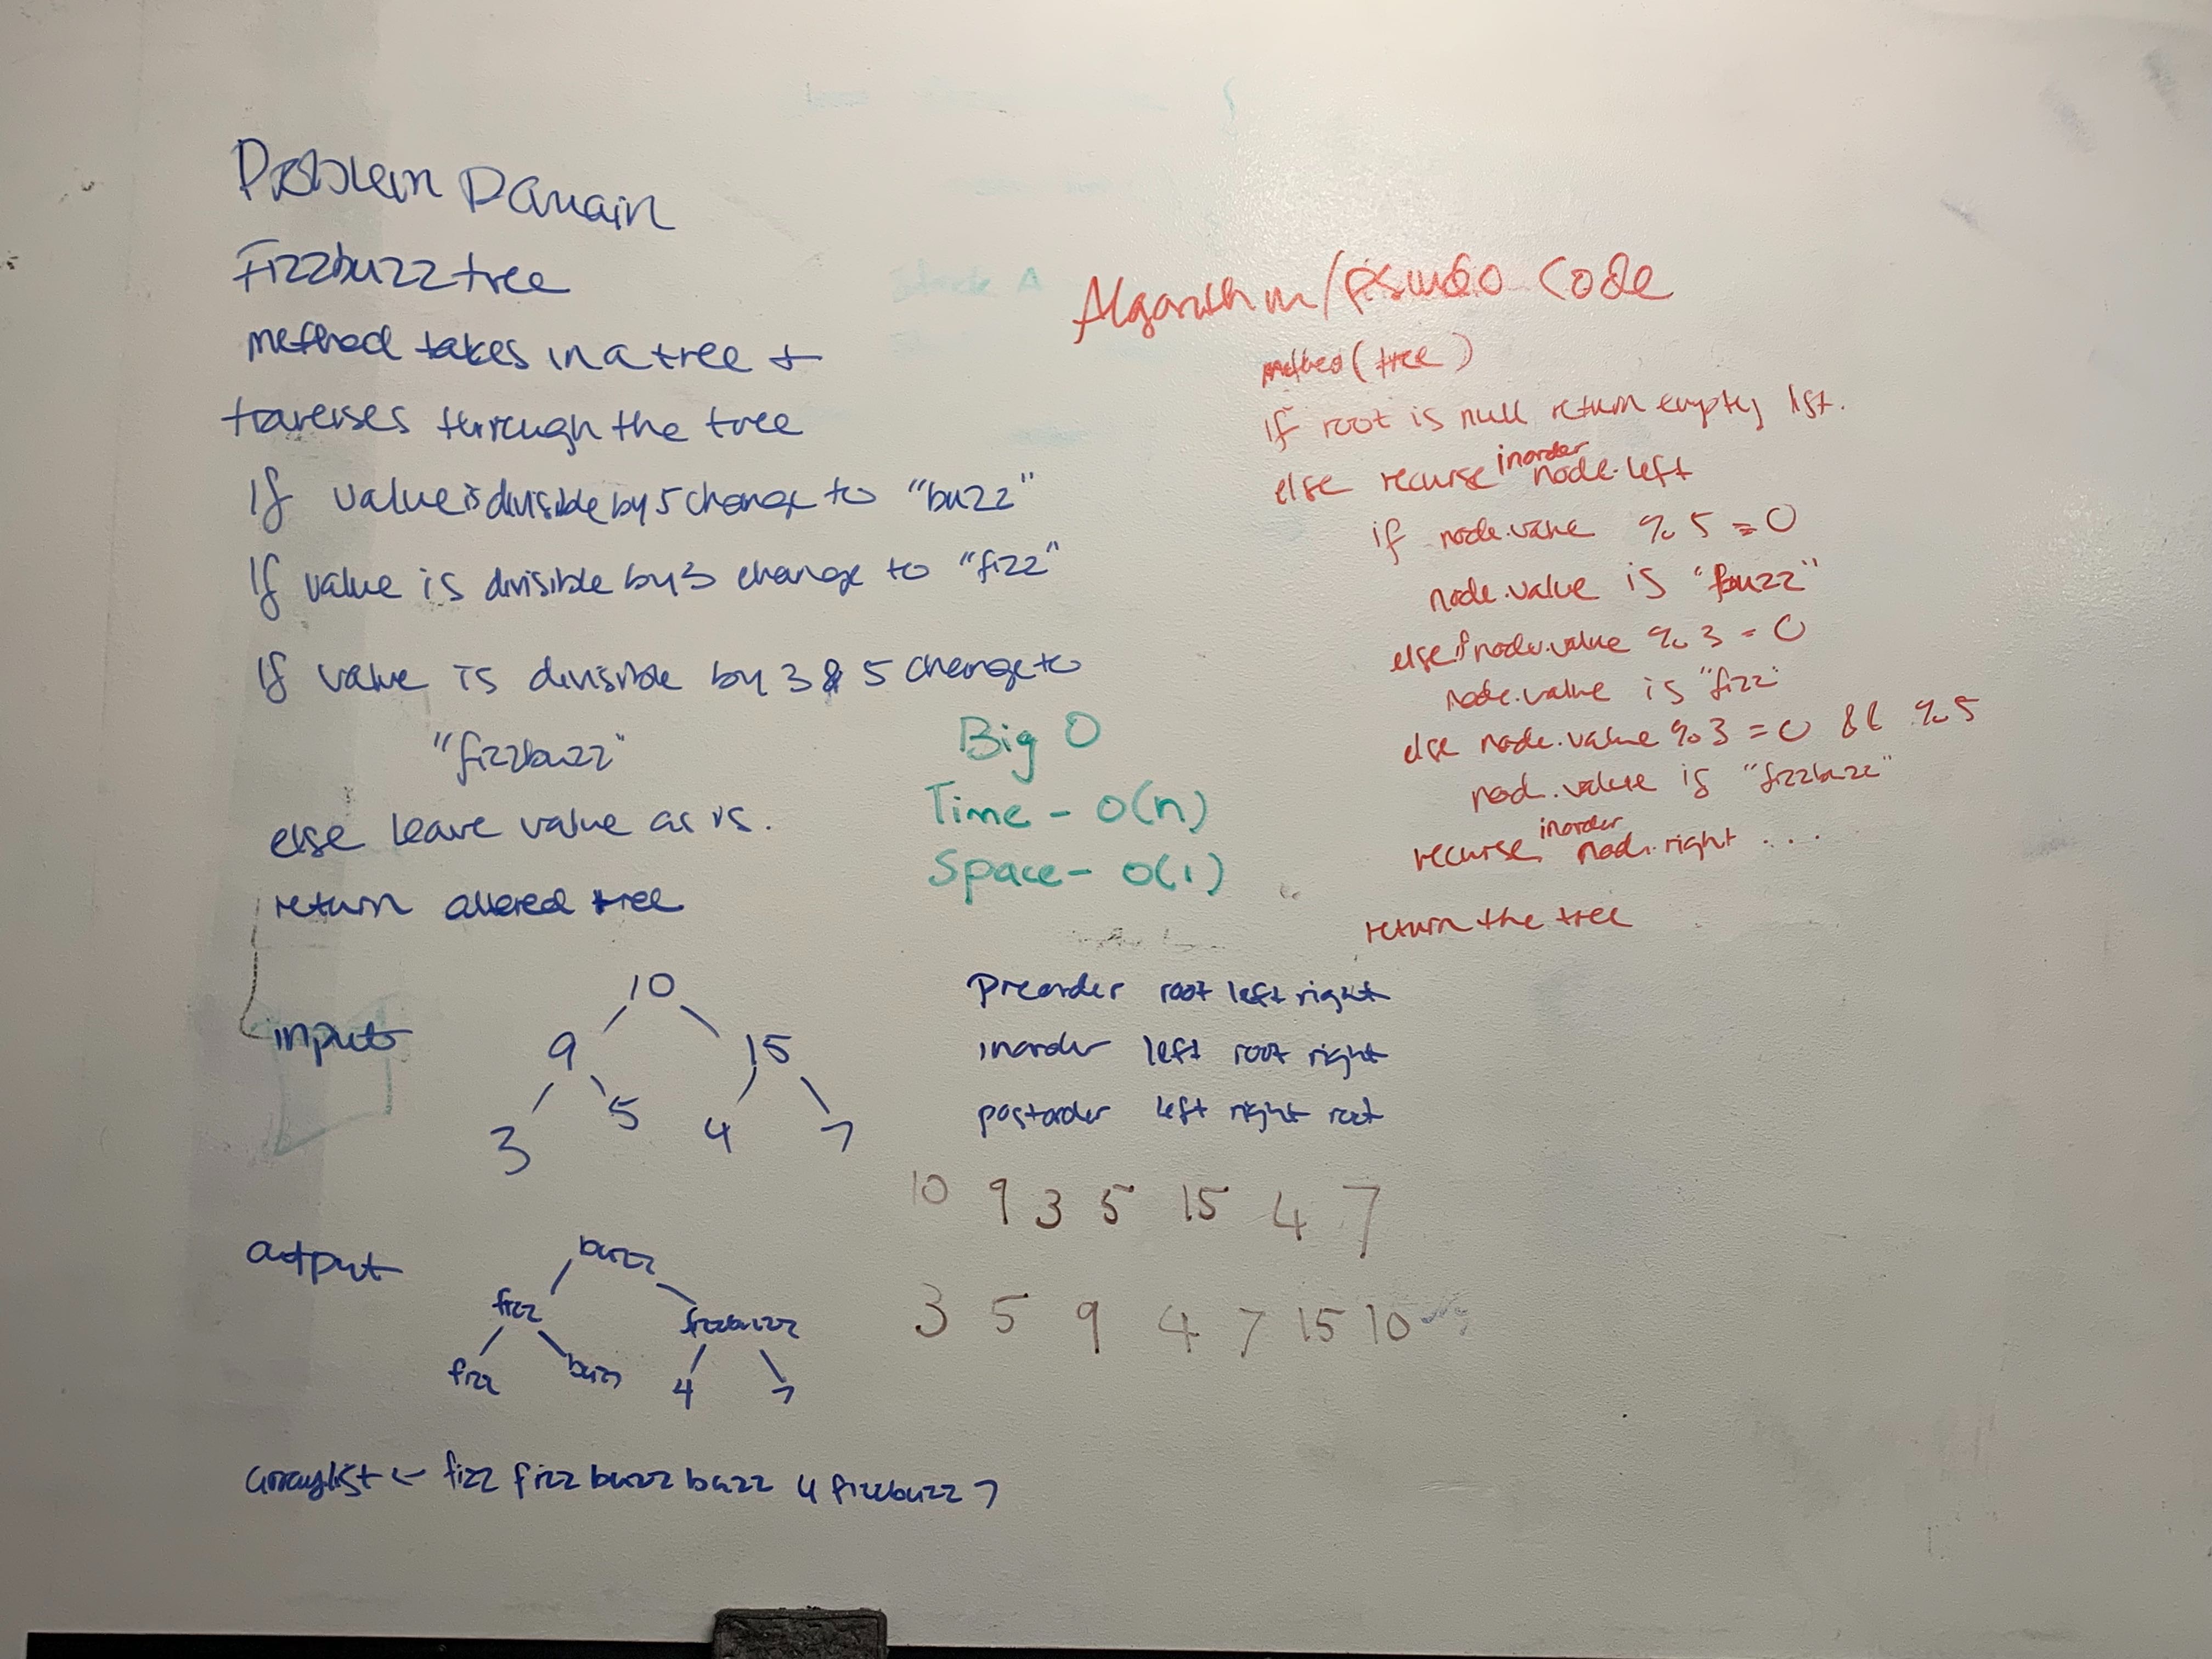 Problem Domain
Fizzbuzz tree
method takes in a tree +
traverses through the tree
If value is divisible by 5 change to "buzz"
If value is divisible by 3 change to "fizz"
If value is divisible by 3 & 5 change to
"fizzbuzz"
else leave value as is.
return altered tree
input
10
9 15
3 5 4 7
output
buzz
fizz fizzbuzz
fizz buzz 4 7
arraylist ← fizz fizz buzz buzz 4 fizzbuzz 7
Big O
Time - O(n)
Space - O(1)
Algorithm/Psuedo Code
method (tree)
if root is null return empty list.
else recurse inorder node.left
if node.value % 5 = 0
node.value is "buzz"
else if node.value % 3 = 0
node.value is "fizz"
else node.value % 3 = 0 && % 5
nod.value is "fizzbuzz"
recurse inorder node.right ....
return the tree
Preorder root left right
inorder left root right
postorder left right root
10 9 3 5 15 4 7
3 5 9 4 7 15 10